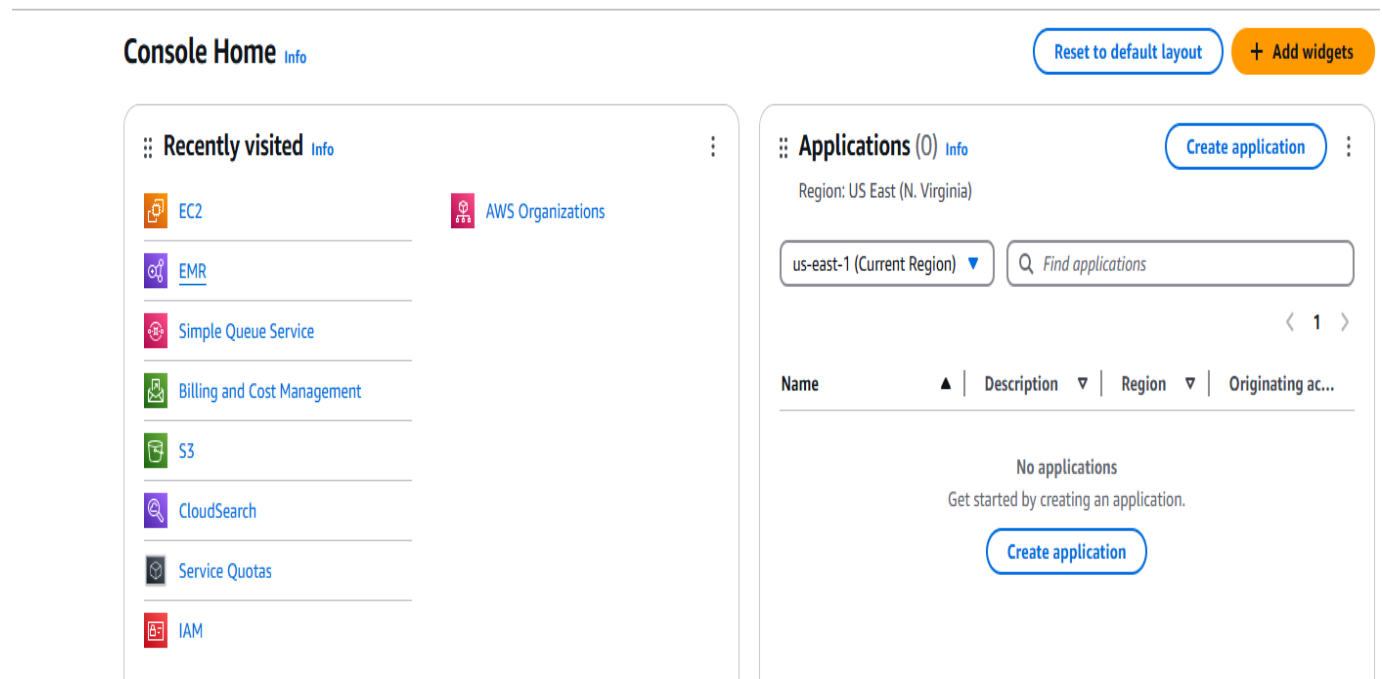 Console Home Info
Reset to default layout
+ Add widgets
Recently visited Info
EC2
EMR
Simple Queue Service
Billing and Cost Management
S3
CloudSearch
Service Quotas
IAM
AWS Organizations
Applications (0) Info
Create application
Region: US East (N. Virginia)
us-east-1 (Current Region)
Find applications
1
Name
Description
Region
Originating ac...
No applications
Get started by creating an application.
Create application